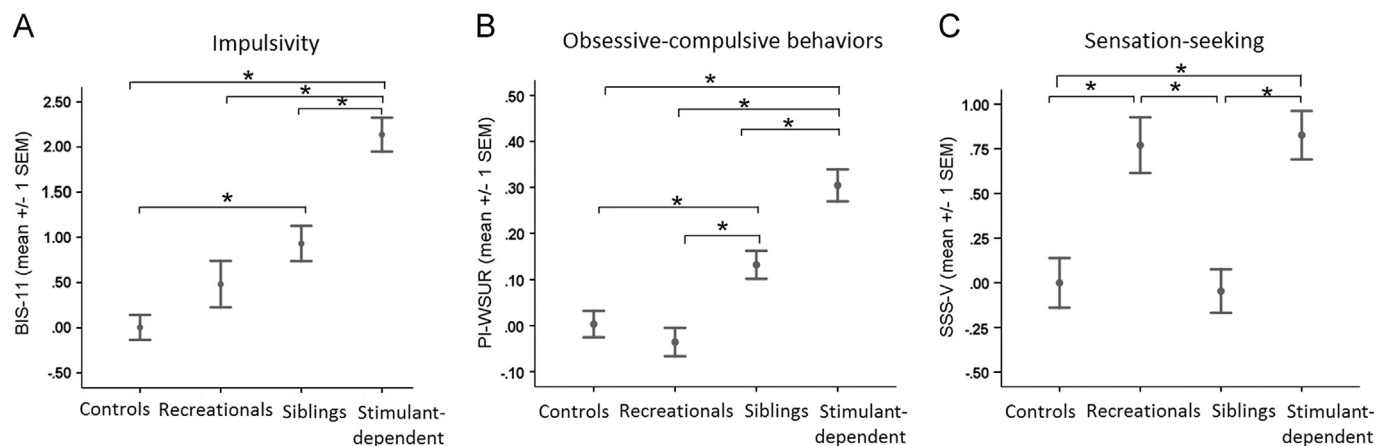 A
Impulsivity
*
*
*
*
2.50
2.00
1.50
1.00
.50
.00
-.50
BIS-11 (mean +/- 1 SEM)
Controls
Recreationals
Siblings
Stimulant-
dependent
B
Obsessive-compulsive behaviors
*
*
*
*
*
.50
.40
.30
.20
.10
.00
-.10
PI-WSUR (mean +/- 1 SEM)
Controls
Recreationals
Siblings
Stimulant-
dependent
C
Sensation-seeking
*
*
*
*
1.00
0.75
.50
0.25
.00
-0.25
-.50
SSS-V (mean +/- 1 SEM)
Controls
Recreationals
Siblings
Stimulant-
dependent